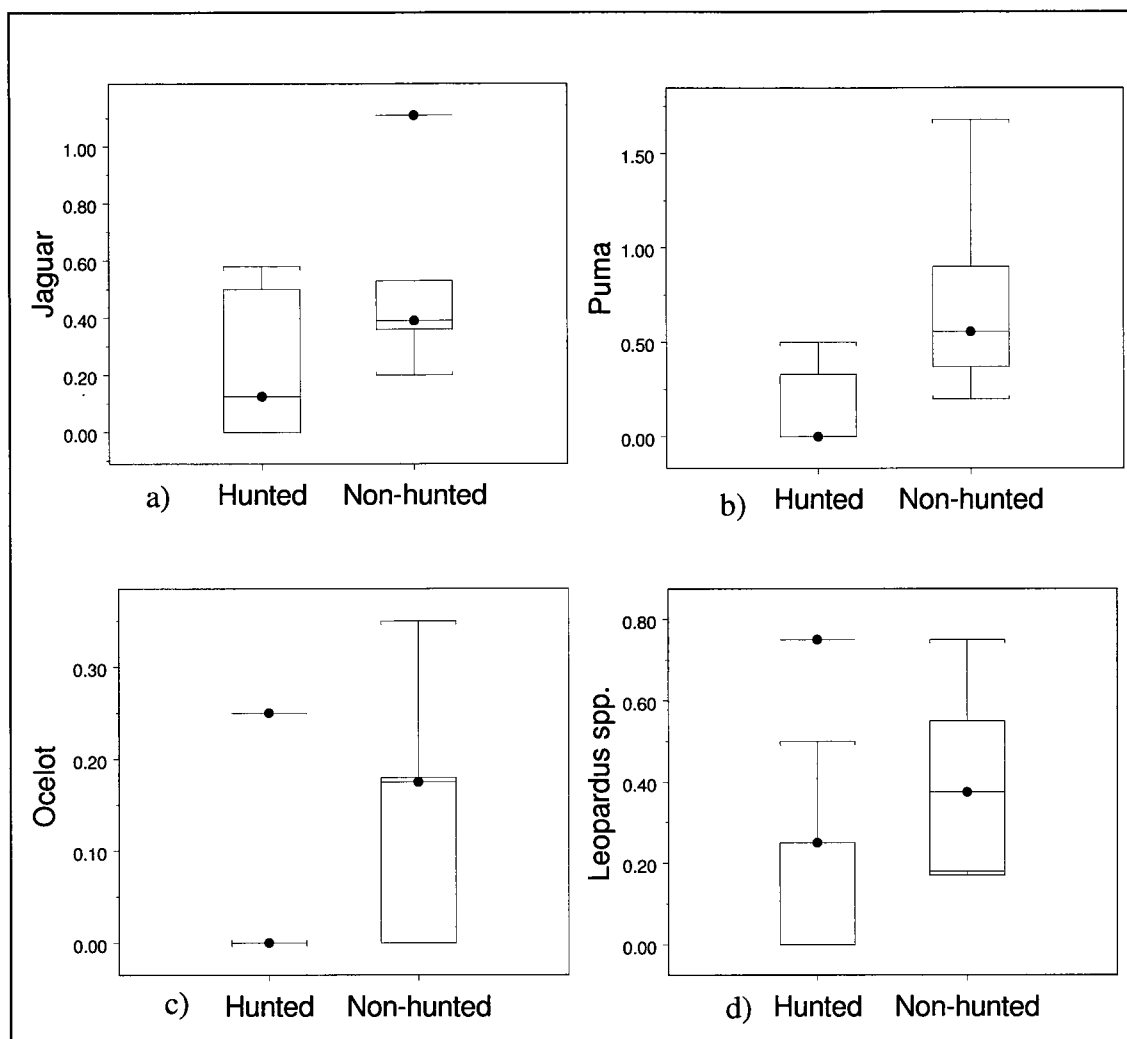 Jaguar
1.00
0.80
0.60
0.40
0.20
0.00
a) Hunted Non-hunted
Puma
1.50
1.00
0.50
0.00
b) Hunted Non-hunted
Ocelot
0.30
0.20
0.10
0.00
c) Hunted Non-hunted
Leopardus spp.
0.80
0.60
0.40
0.20
0.00
d) Hunted Non-hunted